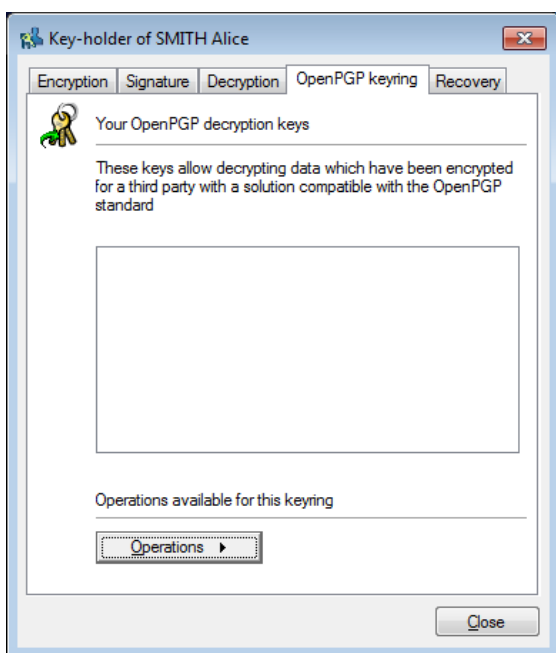 Key-holder of SMITH Alice
Encryption
Signature
Decryption
OpenPGP keyring
Recovery
Your OpenPGP decryption keys
These keys allow decrypting data which have been encrypted
for a third party with a solution compatible with the OpenPGP
standard
Operations available for this keyring
Operations
Close